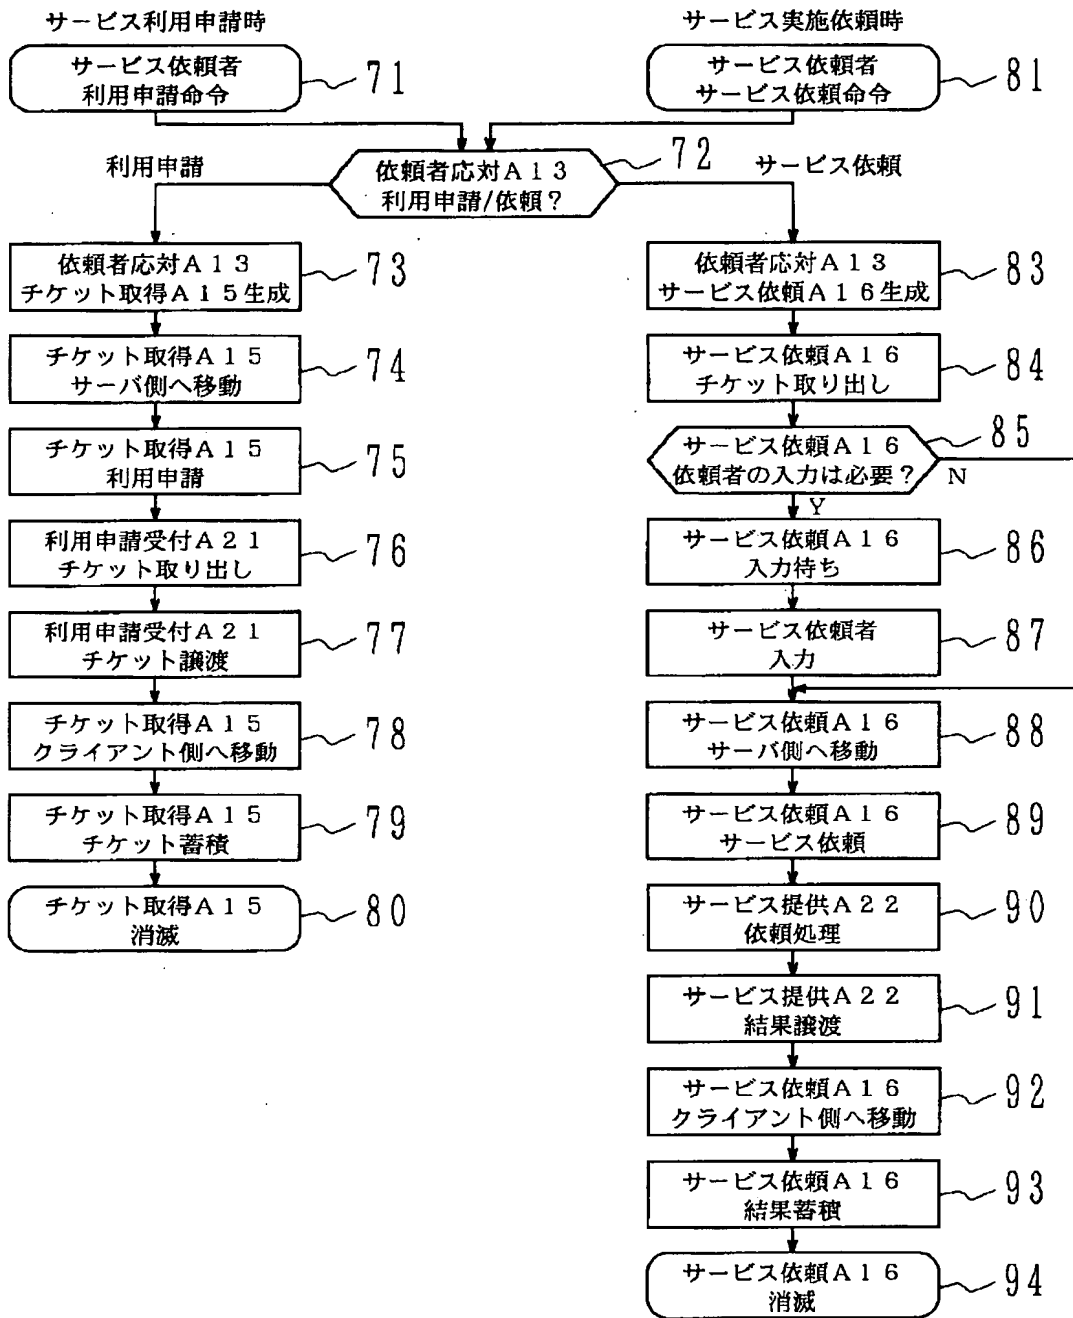 サービス利用申請時
サービス依頼者
利用申請命令
71
サービス実施依頼時
サービス依頼者
サービス依頼命令
81
依頼者応対A13
利用申請/依頼?
72
利用申請
サービス依頼
依頼者応対A13
チケット取得A15生成
73
チケット取得A15
サーバ側へ移動
74
チケット取得A15
利用申請
75
利用申請受付A21
チケット取り出し
76
利用申請受付A21
チケット譲渡
77
チケット取得A15
クライアント側へ移動
78
チケット取得A15
チケット蓄積
79
チケット取得A15
消滅
80
依頼者応対A13
サービス依頼A16生成
83
サービス依頼A16
チケット取り出し
84
サービス依頼A16
依頼者の入力は必要?
85
N
Y
サービス依頼A16
入力待ち
86
サービス依頼者
入力
87
サービス依頼A16
サーバ側へ移動
88
サービス依頼A16
サービス依頼
89
サービス提供A22
依頼処理
90
サービス提供A22
結果譲渡
91
サービス依頼A16
クライアント側へ移動
92
サービス依頼A16
結果蓄積
93
サービス依頼A16
消滅
94